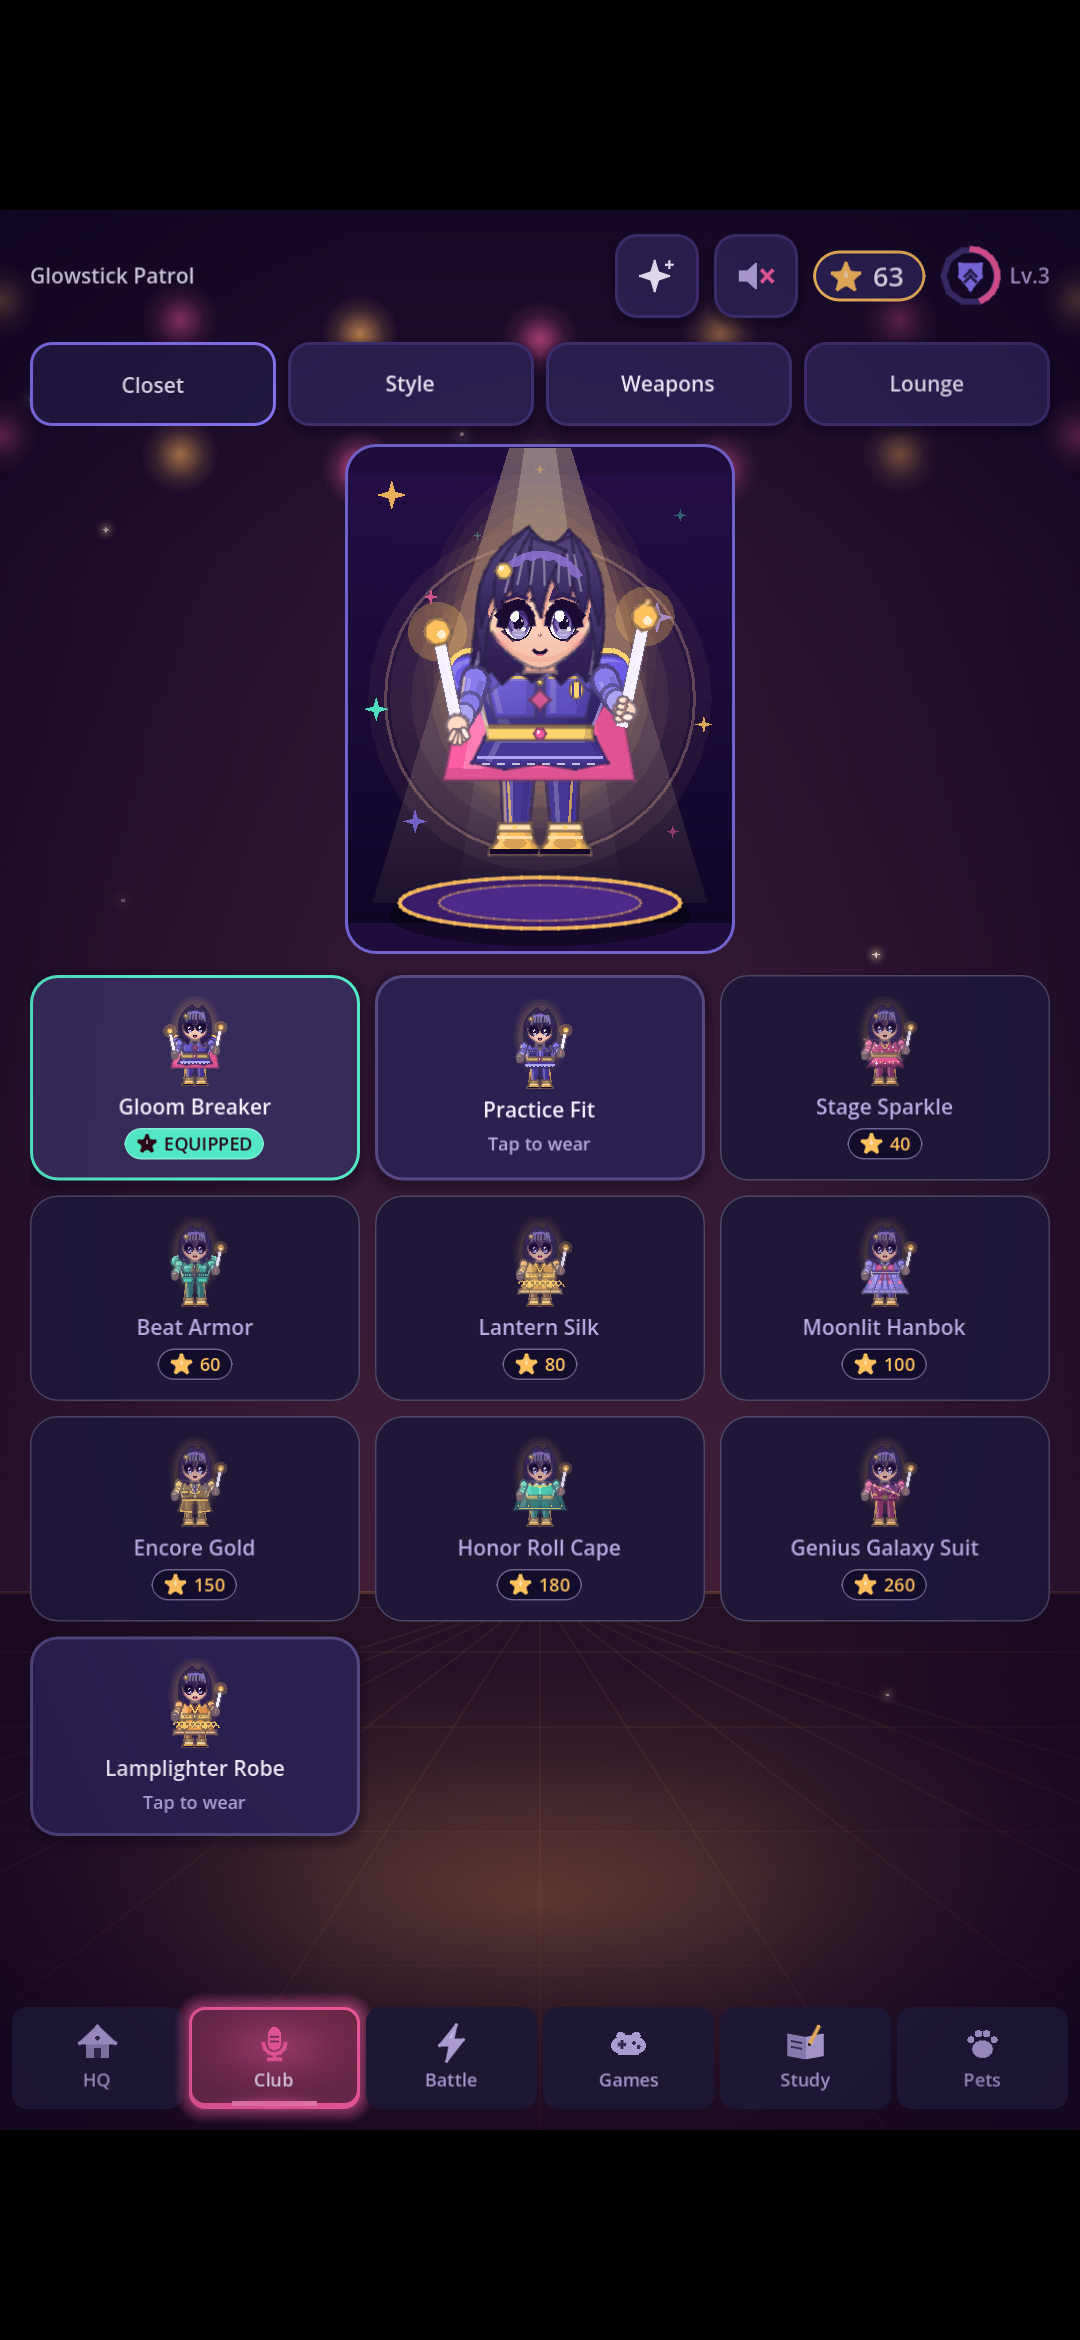 Glowstick Patrol
63
Lv.3
Closet
Style
Weapons
Lounge
Gloom Breaker
EQUIPPED
Practice Fit
Tap to wear
Stage Sparkle
40
Beat Armor
60
Lantern Silk
80
Moonlit Hanbok
100
Encore Gold
150
Honor Roll Cape
180
Genius Galaxy Suit
260
Lamplighter Robe
Tap to wear
HQ
Club
Battle
Games
Study
Pets